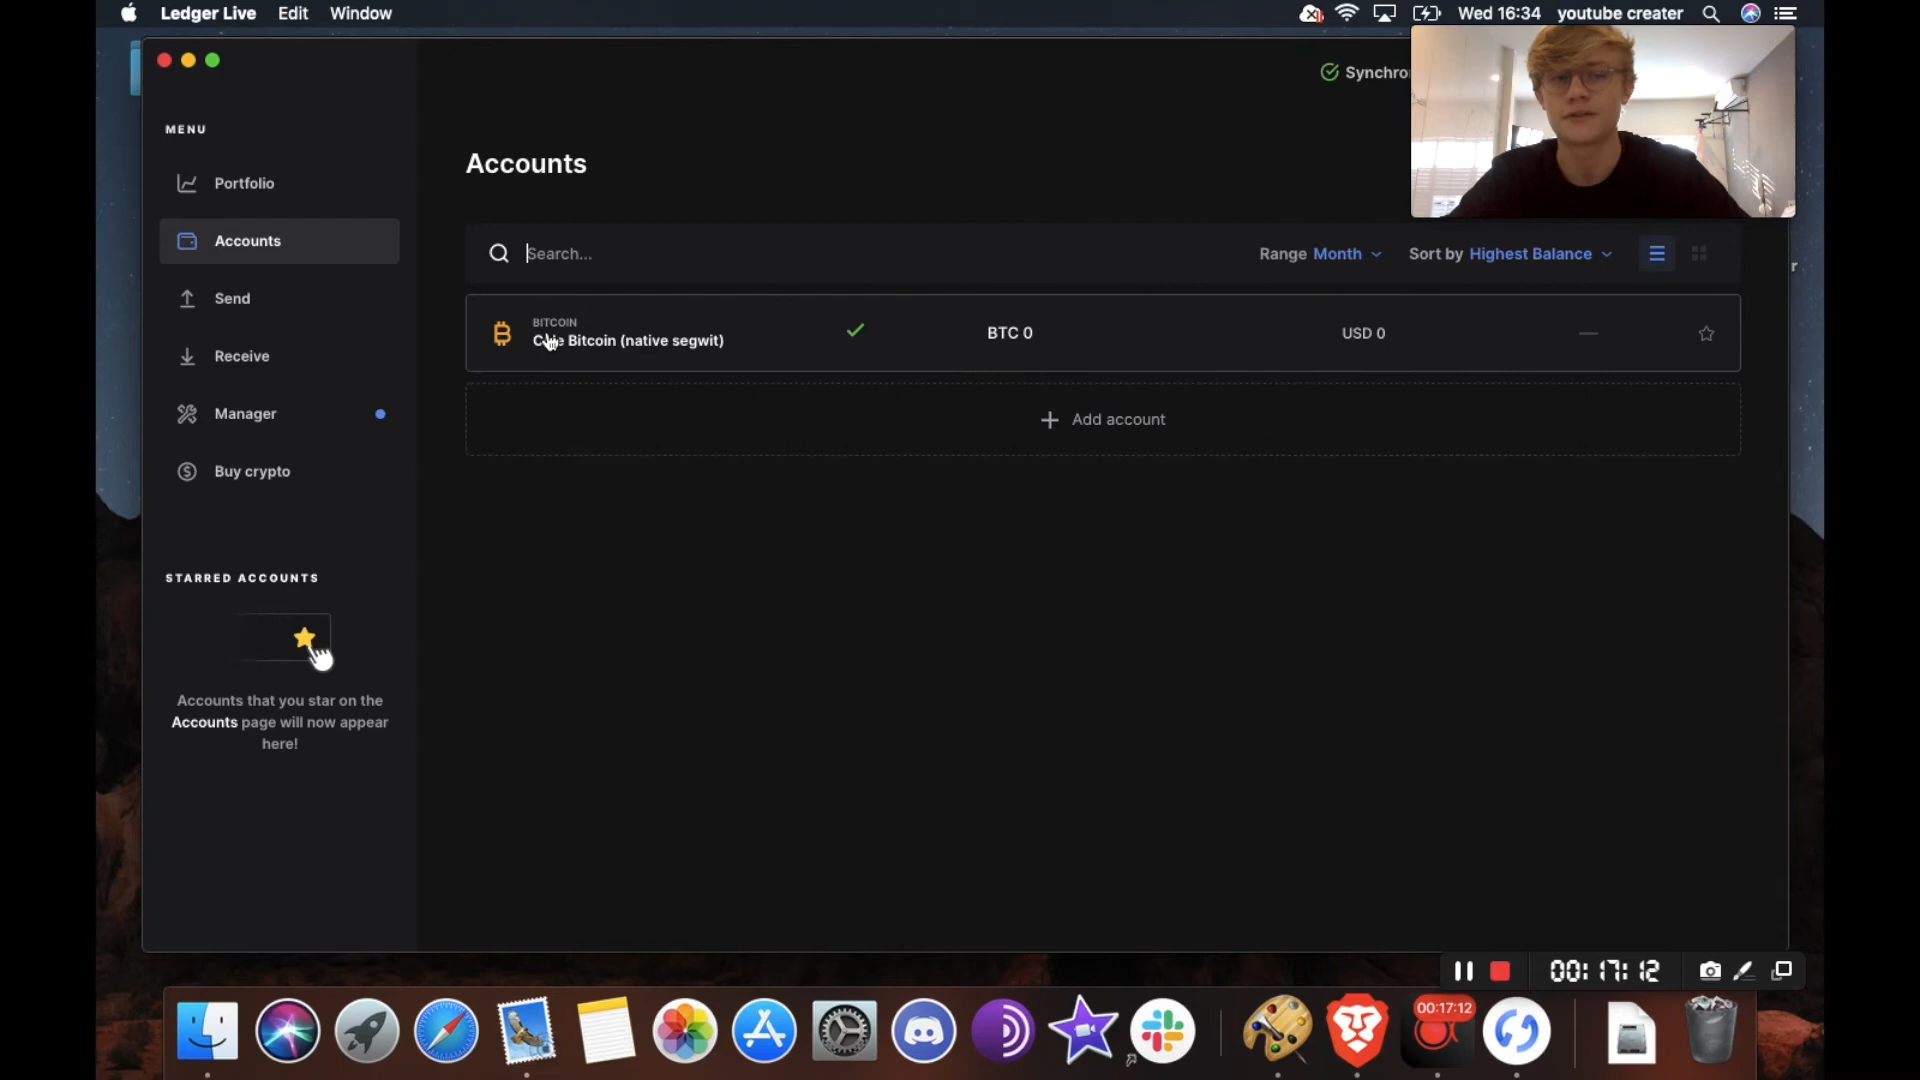 Ledger Live Edit Window
Wed 16:34 youtube creater
Synchro
MENU
Portfolio
Accounts
Send
Receive
Manager
Buy crypto
STARRED ACCOUNTS
Accounts that you star on the
Accounts page will now appear
here!
Accounts
Search...
Range Month
Sort by Highest Balance
BITCOIN
Bitcoin (native segwit)
BTC 0
USD 0
Add account
00:17:12
00:17:12